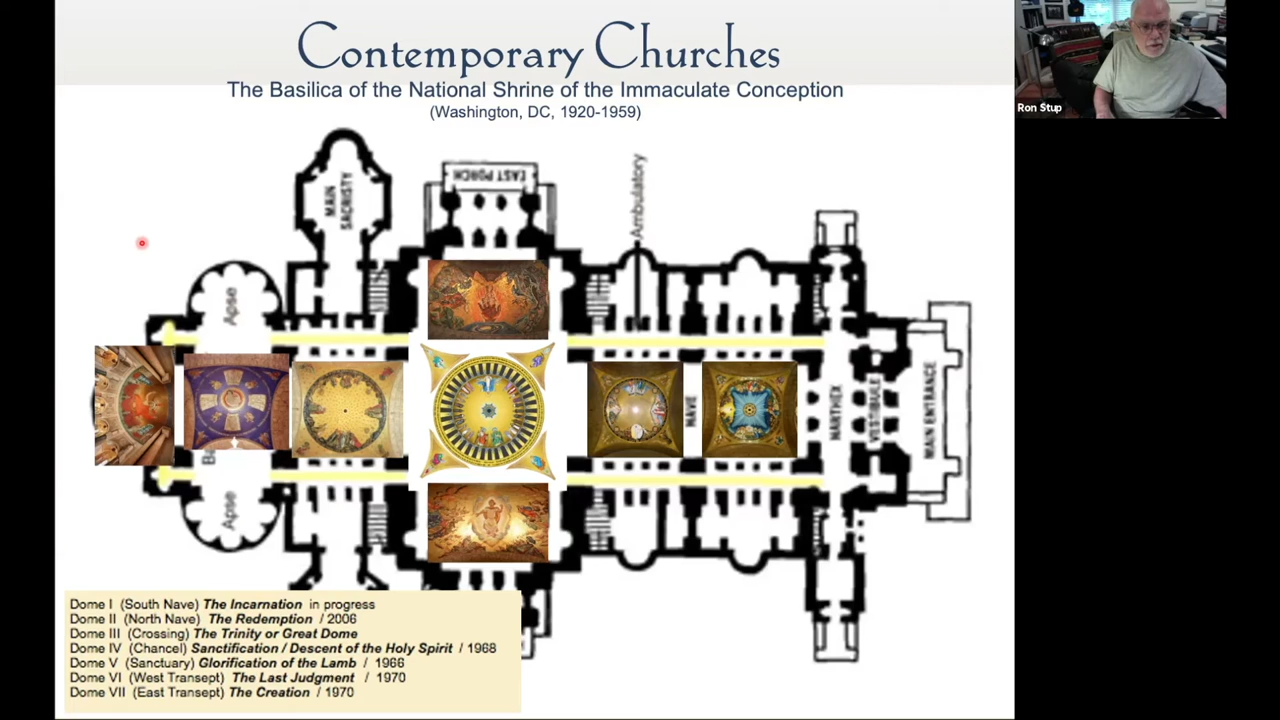 Contemporary Churches
The Basilica of the National Shrine of the Immaculate Conception
(Washington, DC, 1920-1959)
Ron Stup
MAIN
SACRISTY
EAST PORCH
Ambulatory
Apse
NAVE
NARTHEX
VESTIBULE
MAIN ENTRANCE
Apse
Dome I (South Nave) The Incarnation in progress
Dome II (North Nave) The Redemption / 2006
Dome III (Crossing) The Trinity or Great Dome
Dome IV (Chancel) Sanctification / Descent of the Holy Spirit / 1968
Dome V (Sanctuary) Glorification of the Lamb / 1966
Dome VI (West Transept) The Last Judgment / 1970
Dome VII (East Transept) The Creation / 1970